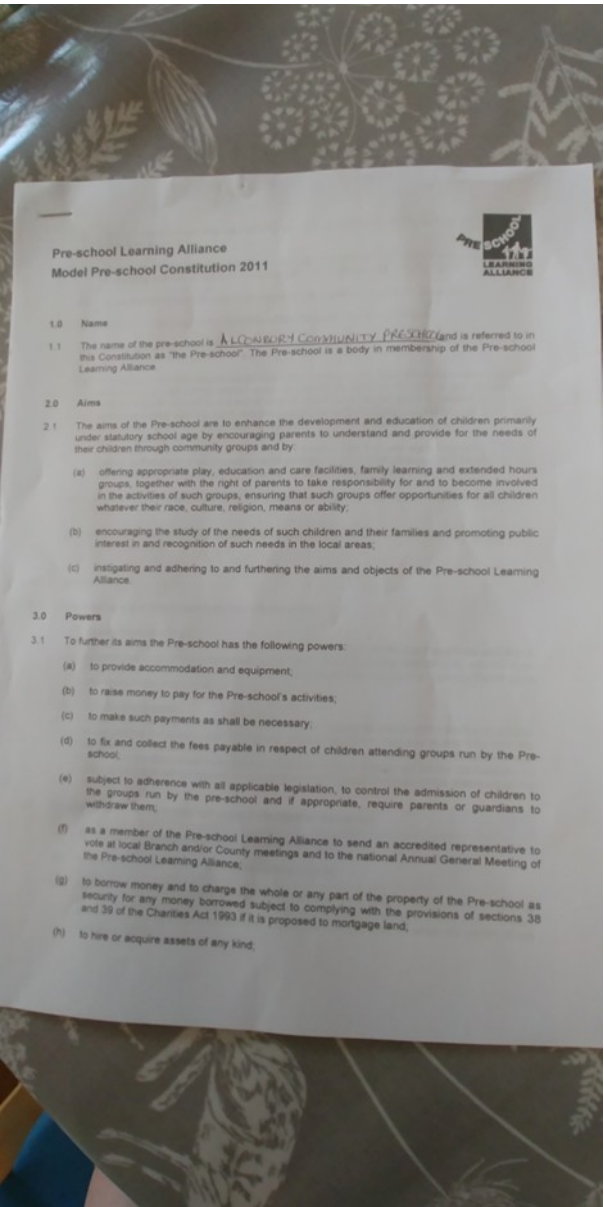 Pre-school Learning Alliance
Model Pre-school Constitution 2011
PRE SCHOOL
LEARNING
ALLIANCE
1.0 Name
1.1 The name of the pre-school is ALCONBURY COMMUNITY PRESCHOOL and is referred to in
this Constitution as "the Pre-school". The Pre-school is a body in membership of the Pre-school
Learning Alliance
2.0 Aims
2.1 The aims of the Pre-school are to enhance the development and education of children primarily
under statutory school age by encouraging parents to understand and provide for the needs of
their children through community groups and by:
(a) offering appropriate play, education and care facilities, family learning and extended hours
groups, together with the right of parents to take responsibility for and to become involved
in the activities of such groups, ensuring that such groups offer opportunities for all children
whatever their race, culture, religion, means or ability;
(b) encouraging the study of the needs of such children and their families and promoting public
interest in and recognition of such needs in the local areas;
(c) instigating and adhering to and furthering the aims and objects of the Pre-school Learning
Alliance.
3.0 Powers
3.1 To further its aims the Pre-school has the following powers:
(a) to provide accommodation and equipment;
(b) to raise money to pay for the Pre-school's activities;
(c) to make such payments as shall be necessary;
(d) to fix and collect the fees payable in respect of children attending groups run by the Pre-
school;
(e) subject to adherence with all applicable legislation, to control the admission of children to
the groups run by the pre-school and if appropriate, require parents or guardians to
withdraw them;
(f) as a member of the Pre-school Learning Alliance to send an accredited representative to
vote at local Branch and/or County meetings and to the national Annual General Meeting of
the Pre-school Learning Alliance;
(g) to borrow money and to charge the whole or any part of the property of the Pre-school as
security for any money borrowed subject to complying with the provisions of sections 38
and 39 of the Charities Act 1993 if it is proposed to mortgage land;
(h) to hire or acquire assets of any kind;